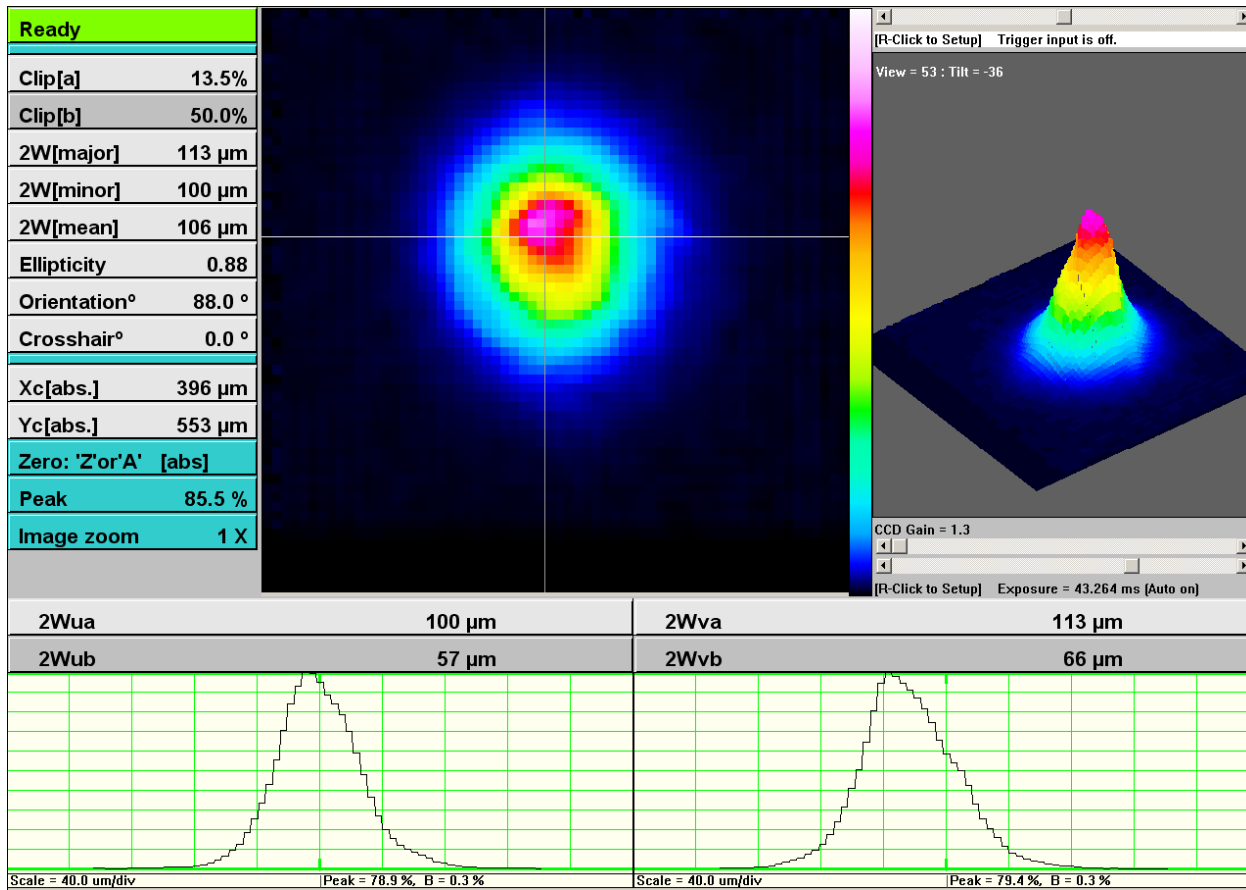 Ready
Clip[a] 13.5%
Clip[b] 50.0%
2W[major] 113 µm
2W[minor] 100 µm
2W[mean] 106 µm
Ellipticity 0.88
Orientationº 88.0 º
Crosshairº 0.0 º
Xc[abs.] 396 µm
Yc[abs.] 553 µm
Zero: 'Z'or'A' [abs]
Peak 85.5 %
Image zoom 1 X
[R-Click to Setup] Trigger input is off.
View = 53 : Tilt = -36
CCD Gain = 1.3
[R-Click to Setup] Exposure = 43.264 ms [Auto on]
2Wua 100 µm
2Wub 57 µm
Scale = 40.0 um/div Peak = 78.9 %, B = 0.3 %
2Wva 113 µm
2Wvb 66 µm
Scale = 40.0 um/div Peak = 79.4 %, B = 0.3 %